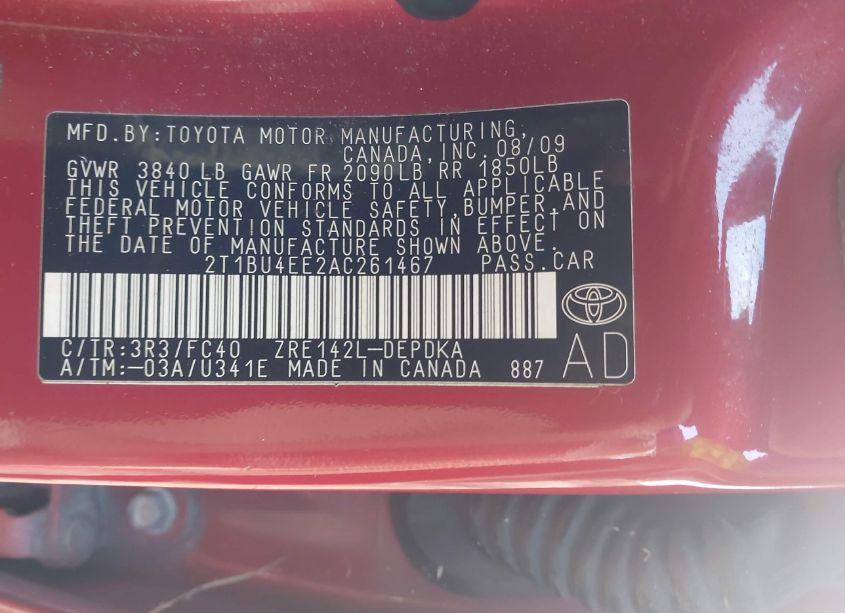 MFD.BY:TOYOTA MOTOR MANUFACTURING,
CANADA,INC. 08/09
GVWR 3840 LB GAWR FR 2090LB RR 1850LB
THIS VEHICLE CONFORMS TO ALL APPLICABLE
FEDERAL MOTOR VEHICLE SAFETY,BUMPER,AND
THEFT PREVENTION STANDARDS IN EFFECT ON
THE DATE OF MANUFACTURE SHOWN ABOVE.
2T1BU4EE2AC261467 PASS.CAR
C/TR:3R3/FC40 ZRE142L-DEPDKA
A/TM:-03A/U341E MADE IN CANADA 887
AD